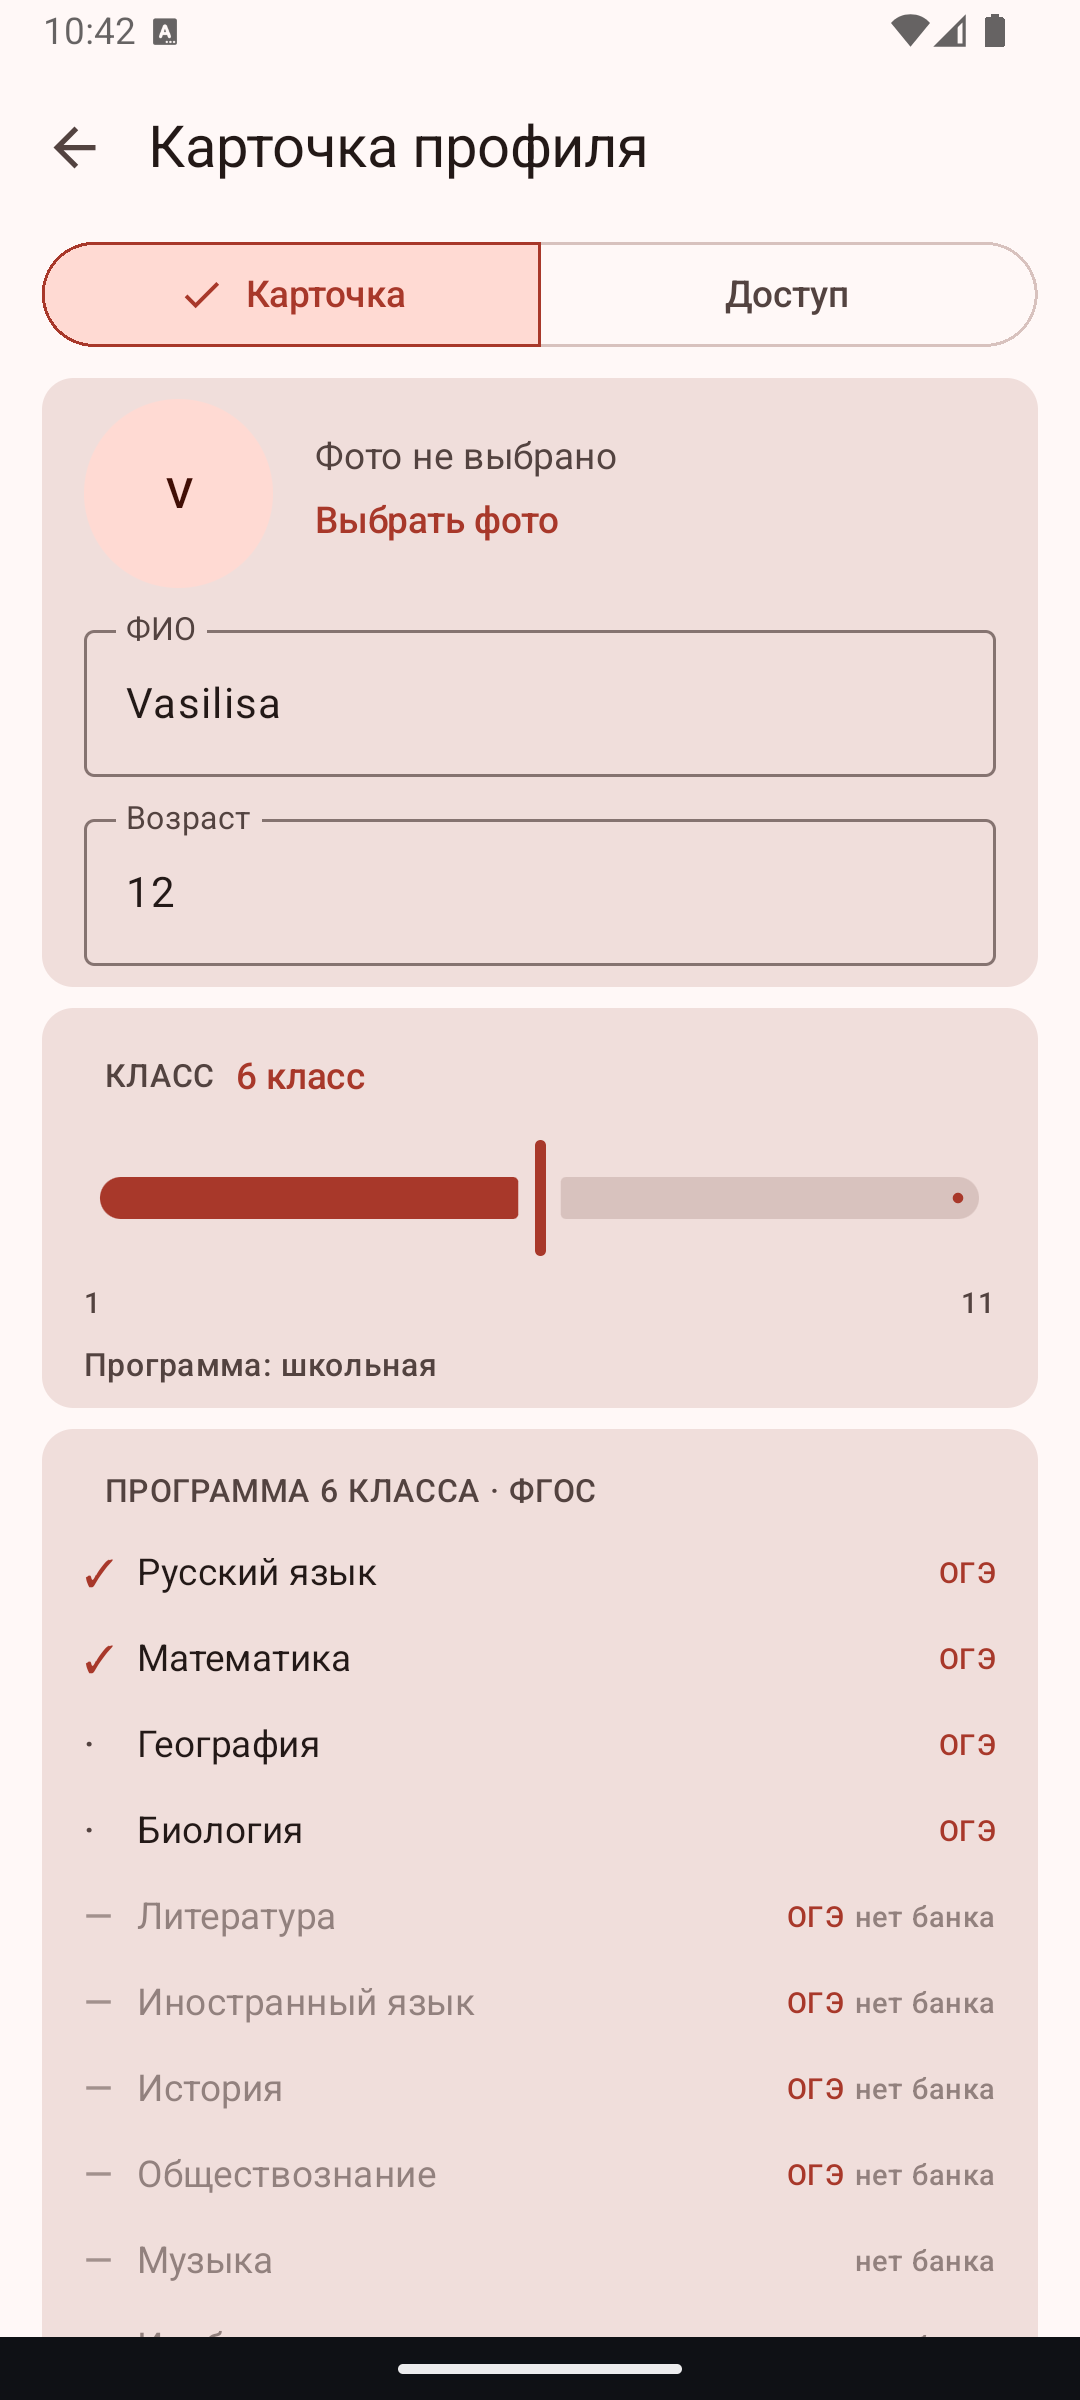 10:42
Карточка профиля
Карточка
Доступ
V
Фото не выбрано
Выбрать фото
ФИО
Vasilisa
Возраст
12
КЛАСС 6 класс
1 11
Программа: школьная
ПРОГРАММА 6 КЛАССА · ФГОС
✓ Русский язык ОГЭ
✓ Математика ОГЭ
· География ОГЭ
· Биология ОГЭ
— Литература ОГЭ нет банка
— Иностранный язык ОГЭ нет банка
— История ОГЭ нет банка
— Обществознание ОГЭ нет банка
— Музыка нет банка